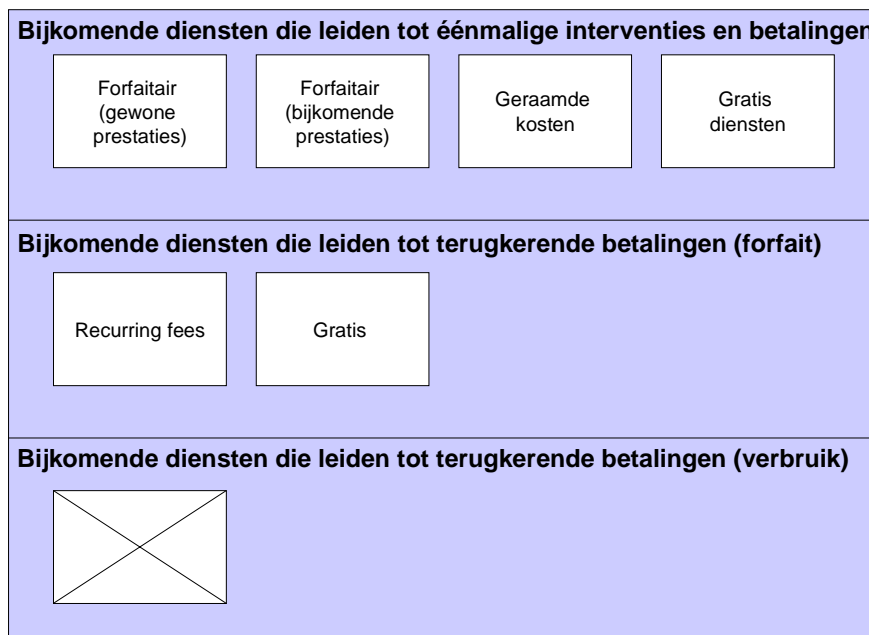 Bijkomende diensten die leiden tot éénmalige interventies en betalingen
Forfaitair
(gewone
prestaties)
Forfaitair
(bijkomende
prestaties)
Geraamde
kosten
Gratis
diensten
Bijkomende diensten die leiden tot terugkerende betalingen (forfait)
Recurring fees
Gratis
Bijkomende diensten die leiden tot terugkerende betalingen (verbruik)